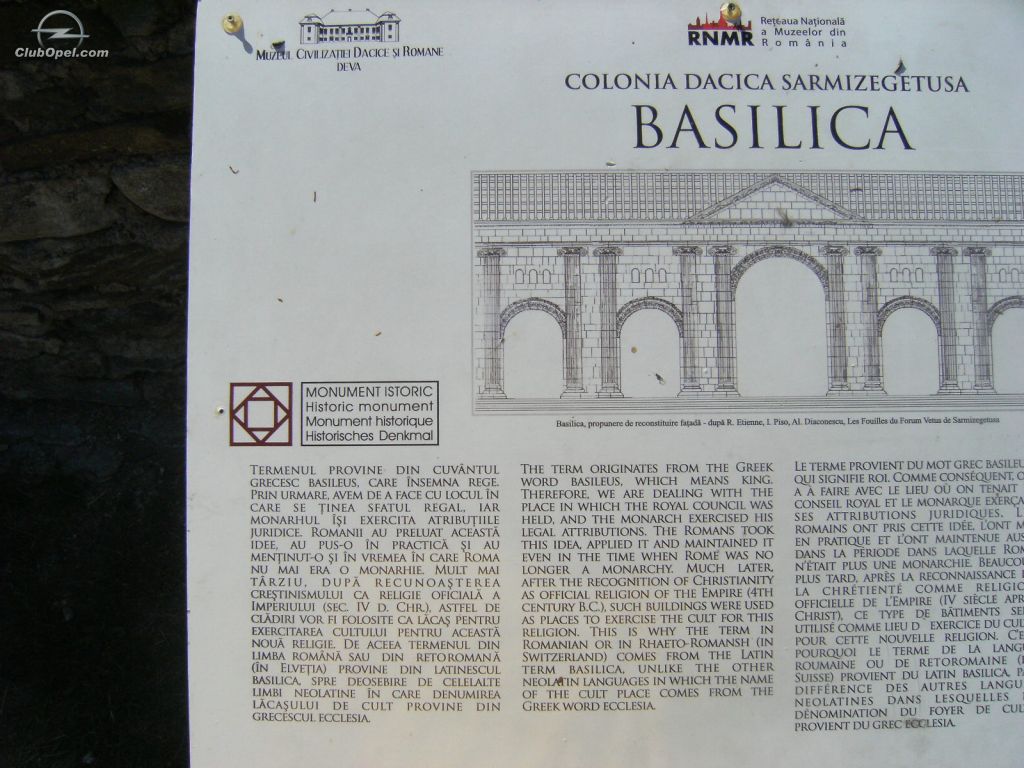 ClubOpel.com
MUZEUL CIVILIZAȚIEI DACICE ȘI ROMANE
DEVA
RNMR
Rețeaua Națională
a Muzeelor din
România
COLONIA DACICA SARMIZEGETUSA
BASILICA
Basilica, propunere de reconstituire fațadă - după R. Etienne, I. Piso, Al. Diaconescu, Les Fouilles du Forum Vetus de Sarmizegetusa
MONUMENT ISTORIC
Historic monument
Monument historique
Historisches Denkmal
TERMENUL PROVINE DIN CUVÂNTUL
GRECESC BASILEUS, CARE ÎNSEMNA REGE.
PRIN URMARE, AVEM DE A FACE CU LOCUL ÎN
CARE SE ȚINEA SFATUL REGAL, IAR
MONARHUL ÎȘI EXERCITA ATRIBUȚIILE
JURIDICE. ROMANII AU PRELUAT ACEASTĂ
IDEE, AU PUS-O ÎN PRACTICĂ ȘI AU
MENȚINUT-O ȘI ÎN VREMEA ÎN CARE ROMA
NU MAI ERA O MONARHIE. MULT MAI
TÂRZIU, DUPĂ RECUNOAȘTEREA
CREȘTINISMULUI CA RELIGIE OFICIALĂ A
IMPERIULUI (SEC. IV D. CHR.), ASTFEL DE
CLĂDIRI VOR FI FOLOSITE CA LĂCAȘ PENTRU
EXERCITAREA CULTULUI PENTRU ACEASTĂ
NOUĂ RELIGIE. DE ACEEA TERMENUL DIN
LIMBA ROMÂNĂ SAU DIN RETOROMANĂ
(ÎN ELVEȚIA) PROVINE DIN LATINESCUL
BASILICA, SPRE DEOSEBIRE DE CELELALTE
LIMBI NEOLATINE ÎN CARE DENUMIREA
LĂCAȘULUI DE CULT PROVINE DIN
GRECESCUL ECCLESIA.
THE TERM ORIGINATES FROM THE GREEK
WORD BASILEUS, WHICH MEANS KING.
THEREFORE, WE ARE DEALING WITH THE
PLACE IN WHICH THE ROYAL COUNCIL WAS
HELD, AND THE MONARCH EXERCISED HIS
LEGAL ATTRIBUTIONS. THE ROMANS TOOK
THIS IDEA, APPLIED IT AND MAINTAINED IT
EVEN IN THE TIME WHEN ROME WAS NO
LONGER A MONARCHY. MUCH LATER,
AFTER THE RECOGNITION OF CHRISTIANITY
AS OFFICIAL RELIGION OF THE EMPIRE (4TH
CENTURY B.C.), SUCH BUILDINGS WERE USED
AS PLACES TO EXERCISE THE CULT FOR THIS
RELIGION. THIS IS WHY THE TERM IN
ROMANIAN OR IN RHAETO-ROMANSH (IN
SWITZERLAND) COMES FROM THE LATIN
TERM BASILICA, UNLIKE THE OTHER
NEOLATIN LANGUAGES IN WHICH THE NAME
OF THE CULT PLACE COMES FROM THE
GREEK WORD ECCLESIA.
LE TERME PROVIENT DU MOT GREC BASILEU
QUI SIGNIFIE ROI. COMME CONSÉQUENT, O
A À FAIRE AVEC LE LIEU OÙ ON TENAIT
CONSEIL ROYAL ET LE MONARQUE EXERÇA
SES ATTRIBUTIONS JURIDIQUES. L
ROMAINS ONT PRIS CETTE IDÉE, L'ONT M
EN PRATIQUE ET L'ONT MAINTENUE AUS
DANS LA PÉRIODE DANS LAQUELLE ROM
N'ÉTAIT PLUS UNE MONARCHIE. BEAUCOU
PLUS TARD, APRÈS LA RECONNAISSANCE
LA CHRÉTIENTÉ COMME RELIGIO
OFFICIELLE DE L'EMPIRE (IV SIÈCLE APR
CHRIST), CE TYPE DE BÂTIMENTS SE
UTILISÉ COMME LIEU D EXERCICE DU CUL
POUR CETTE NOUVELLE RELIGION. C'E
POURQUOI LE TERME DE LA LANGU
ROUMAINE OU DE RETOROMAINE (
SUISSE) PROVIENT DU LATIN BASILICA, PA
DIFFÉRENCE DES AUTRES LANGU
NEOLATINES DANS LESQUELLES
DÉNOMINATION DU FOYER DE CUL
PROVIENT DU GREC ECCLESIA.